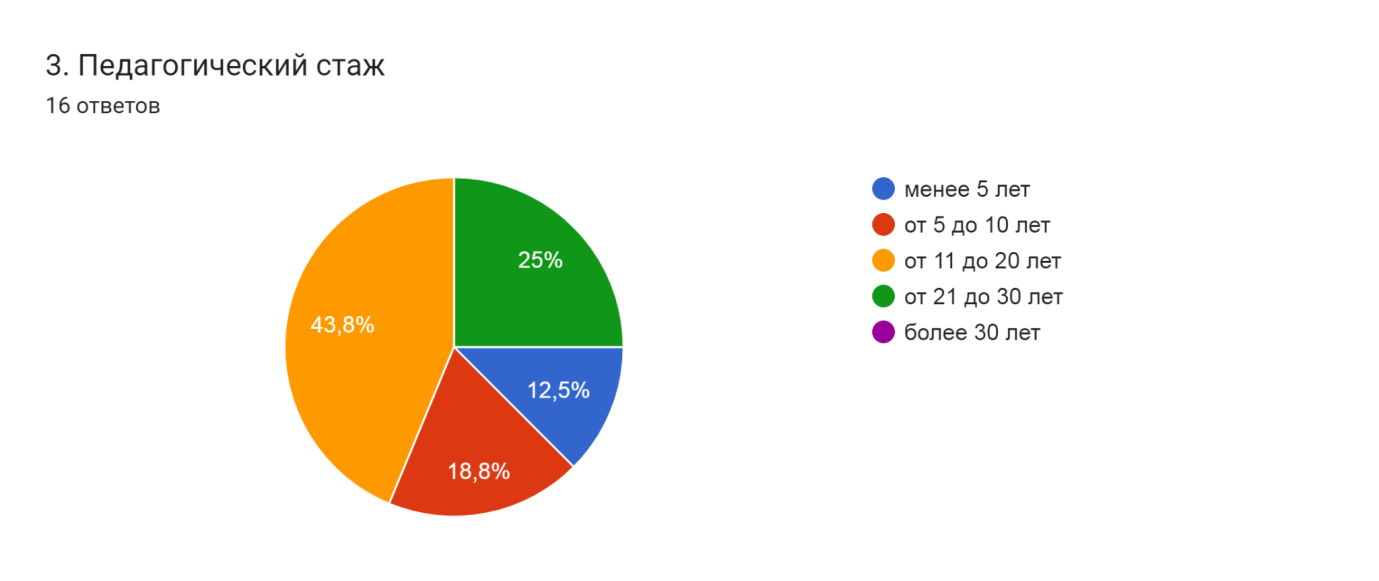 3. Педагогический стаж
16 ответов
25%
43,8%
12,5%
18,8%
менее 5 лет
от 5 до 10 лет
от 11 до 20 лет
от 21 до 30 лет
более 30 лет